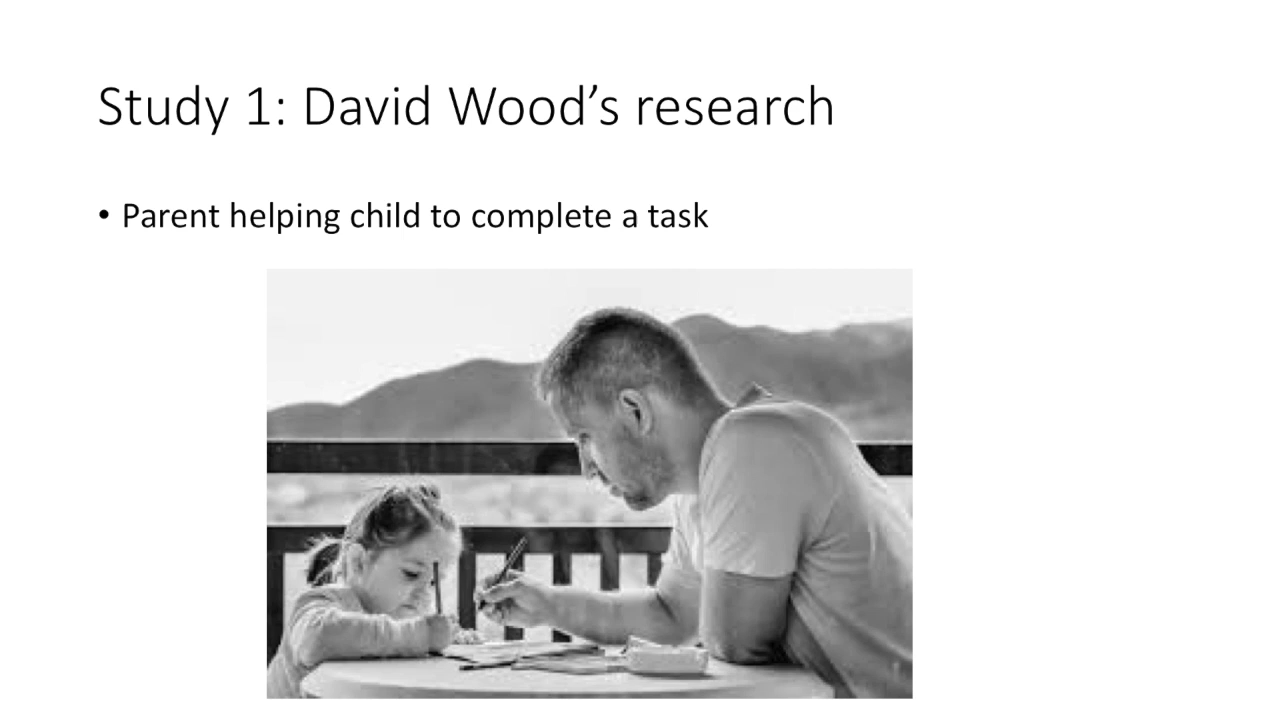 Study 1: David Wood’s research
• Parent helping child to complete a task